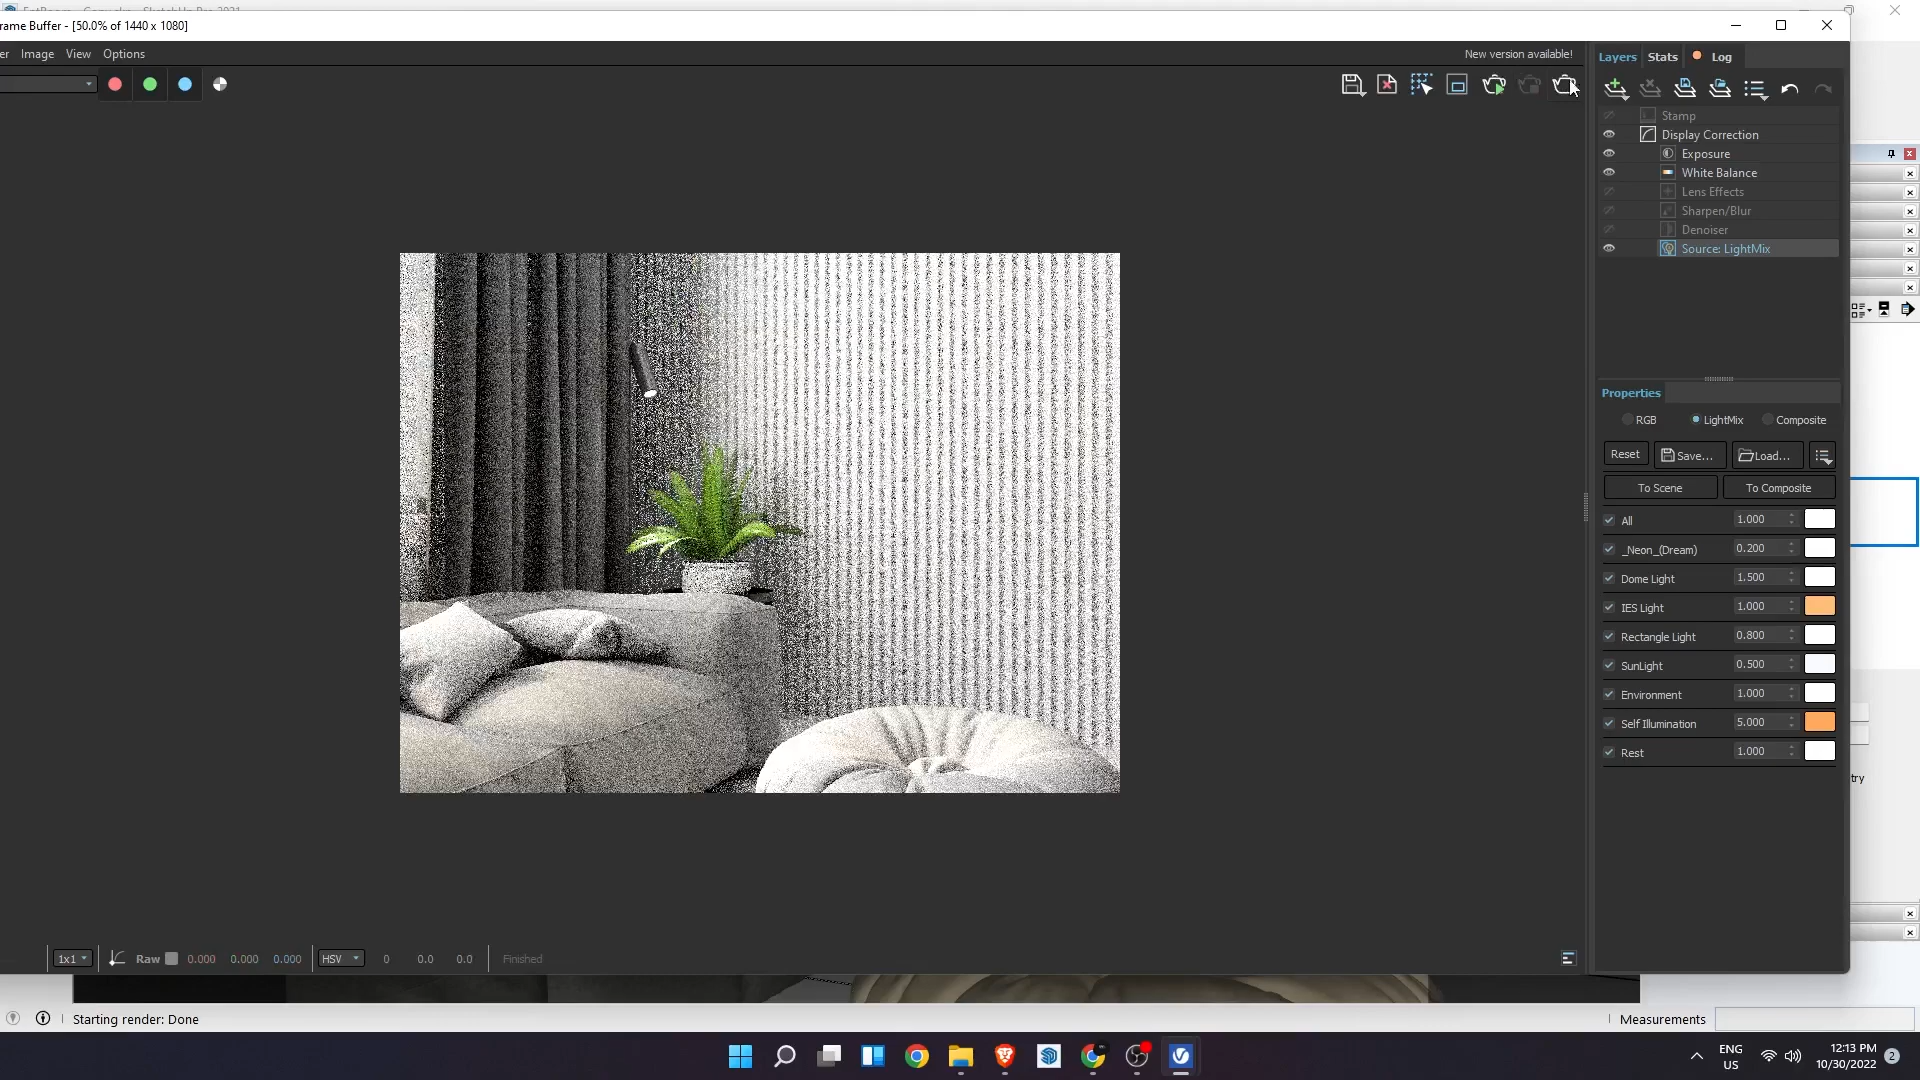 rame Buffer - [50.0% of 1440 x 1080]
er Image View Options
New version available!
Layers Stats Log
Stamp
Display Correction
Exposure
White Balance
Lens Effects
Sharpen/Blur
Denoiser
Source: LightMix
Properties
RGB LightMix Composite
Reset Save... Load...
To Scene To Composite
All 1.000
_Neon_(Dream) 0.200
Dome Light 1.500
IES Light 1.000
Rectangle Light 0.800
SunLight 0.500
Environment 1.000
Self Illumination 5.000
Rest 1.000
try
1x1 Raw 0.000 0.000 0.000 HSV 0 0.0 0.0 Finished
Starting render: Done
Measurements
ENG
US
12:13 PM
10/30/2022
2